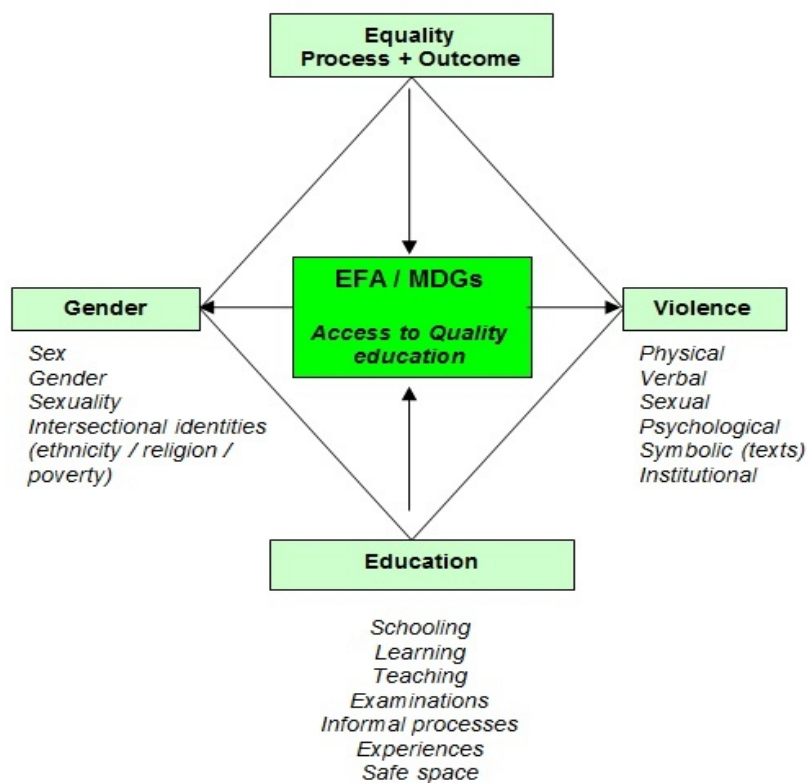 Equality
Process + Outcome
EFA / MDGs
Access to Quality
education
Gender
Sex
Gender
Sexuality
Intersectional identities
(ethnicity / religion /
poverty)
Violence
Physical
Verbal
Sexual
Psychological
Symbolic (texts)
Institutional
Education
Schooling
Learning
Teaching
Examinations
Informal processes
Experiences
Safe space